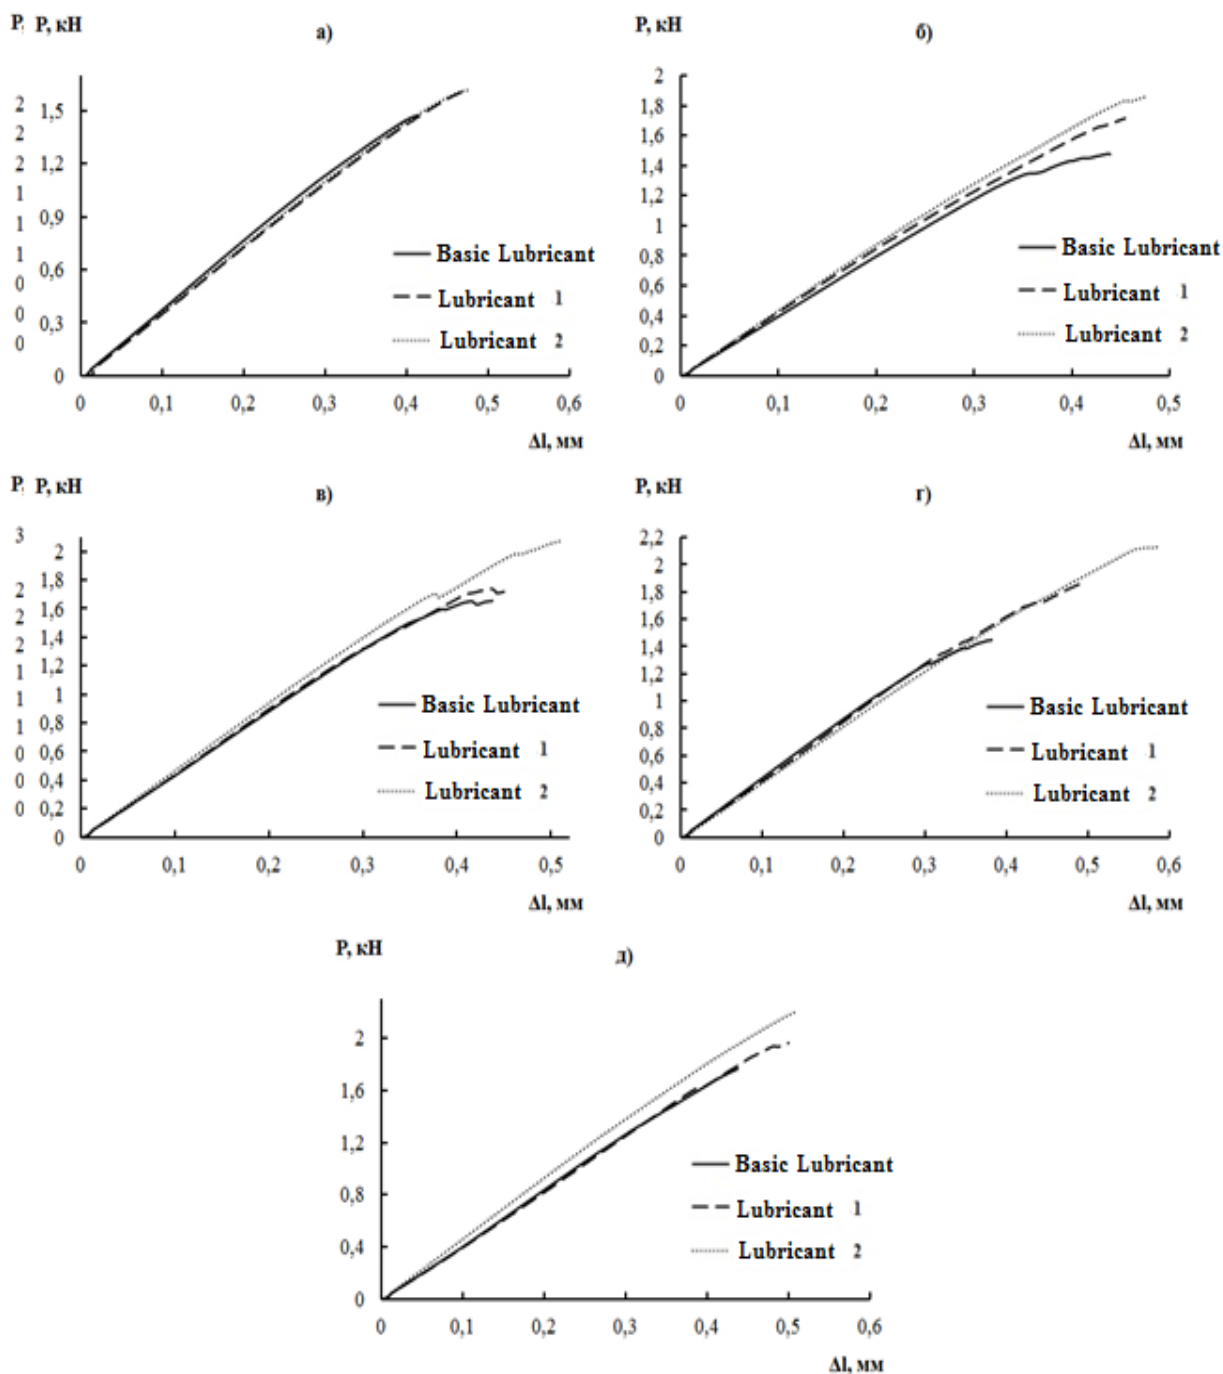 P, P, кН
а)
2
2
2
1
1
1
0
0
0
1,5
1,2
0,9
0,6
0,3
0
Basic Lubricant
Lubricant 1
Lubricant 2
0 0,1 0,2 0,3 0,4 0,5 0,6
Δl, мм
P, кН
б)
2
1,8
1,6
1,4
1,2
1
0,8
0,6
0,4
0,2
0
Basic Lubricant
Lubricant 1
Lubricant 2
0 0,1 0,2 0,3 0,4 0,5
Δl, мм
P, P, кН
в)
3
2
2
2
1
1
1
0
0
0
2
1,8
1,6
1,4
1,2
1
0,8
0,6
0,4
0,2
0
Basic Lubricant
Lubricant 1
Lubricant 2
0 0,1 0,2 0,3 0,4 0,5
Δl, мм
P, кН
г)
2,2
2
1,8
1,6
1,4
1,2
1
0,8
0,6
0,4
0,2
0
Basic Lubricant
Lubricant 1
Lubricant 2
0 0,1 0,2 0,3 0,4 0,5 0,6
Δl, мм
P, кН
д)
2
1,6
1,2
0,8
0,4
0
Basic Lubricant
Lubricant 1
Lubricant 2
0 0,1 0,2 0,3 0,4 0,5 0,6
Δl, мм